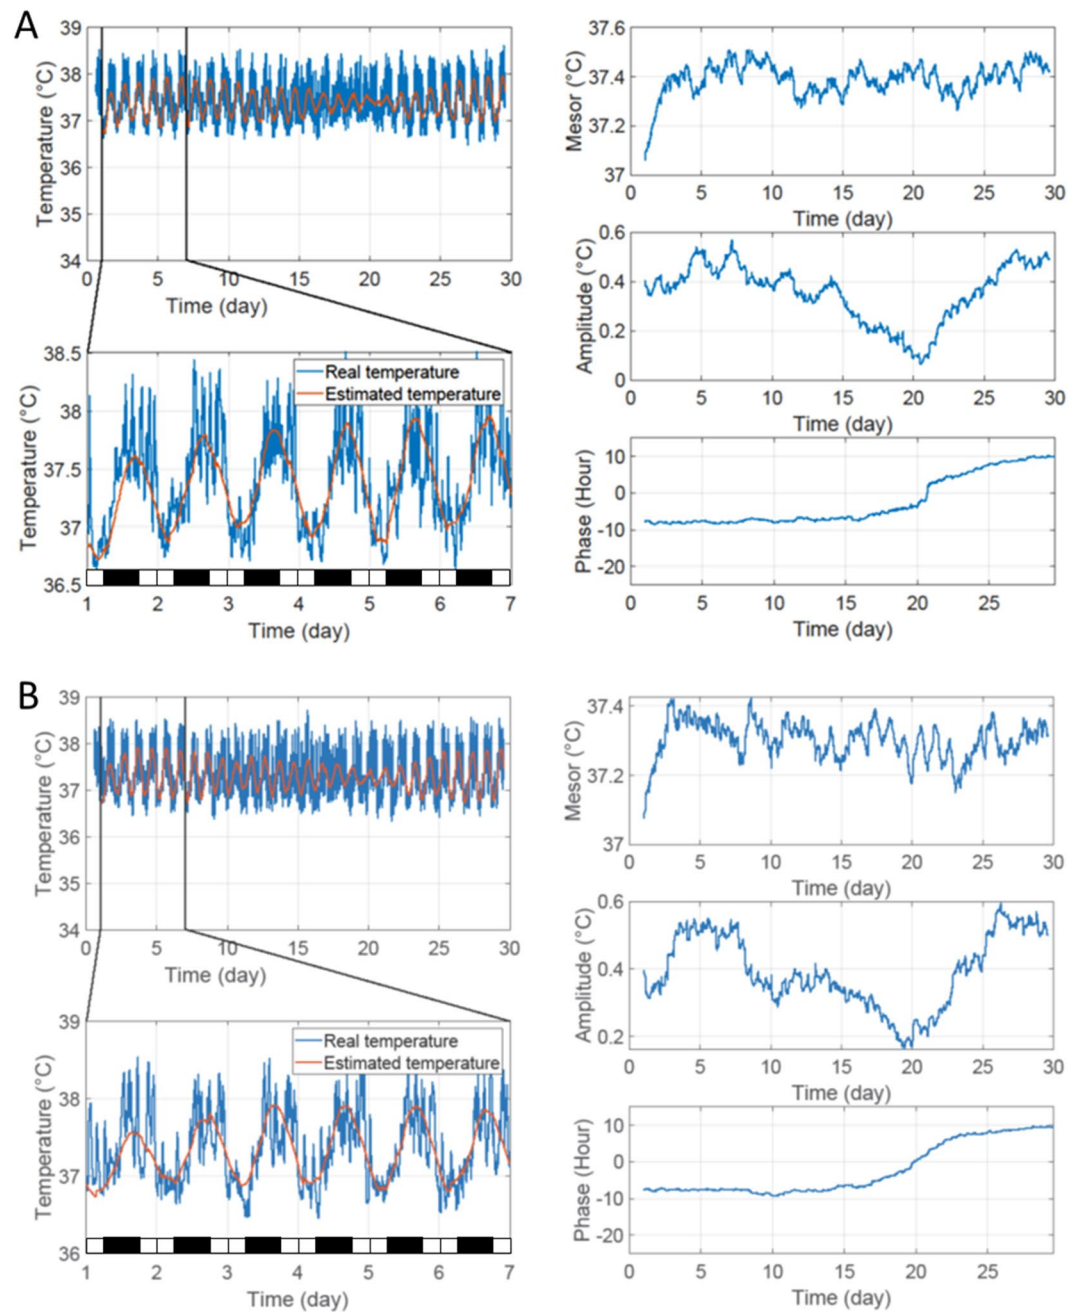 A
39
38
37
36
35
34
Temperature (°C)
0 5 10 15 20 25 30
Time (day)
38.5
38
37.5
37
36.5
Temperature (°C)
Real temperature
Estimated temperature
1 2 3 4 5 6 7
Time (day)
37.6
37.4
37.2
37
Mesor (°C)
0 5 10 15 20 25 30
Time (day)
0.6
0.4
0.2
0
Amplitude (°C)
0 5 10 15 20 25 30
Time (day)
10
0
-10
-20
Phase (Hour)
0 5 10 15 20 25
Time (day)
B
39
38
37
36
35
34
Temperature (°C)
0 5 10 15 20 25 30
Time (day)
39
38
37
36
Temperature (°C)
Real temperature
Estimated temperature
1 2 3 4 5 6 7
Time (day)
37.4
37.2
37
Mesor (°C)
0 5 10 15 20 25 30
Time (day)
0.6
0.4
0.2
Amplitude (°C)
0 5 10 15 20 25 30
Time (day)
10
0
-10
-20
Phase (Hour)
0 5 10 15 20 25
Time (day)